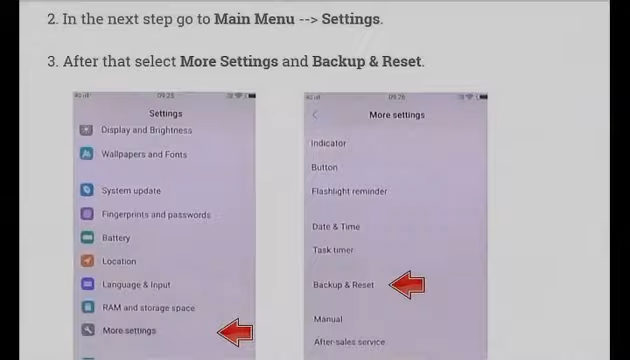 2. In the next step go to Main Menu --> Settings.
3. After that select More Settings and Backup & Reset.
09:25
Settings
Display and Brightness
Wallpapers and Fonts
System update
Fingerprints and passwords
Battery
Location
Language & Input
RAM and storage space
More settings
09:26
More settings
Indicator
Button
Flashlight reminder
Date & Time
Task timer
Backup & Reset
Manual
After-sales service